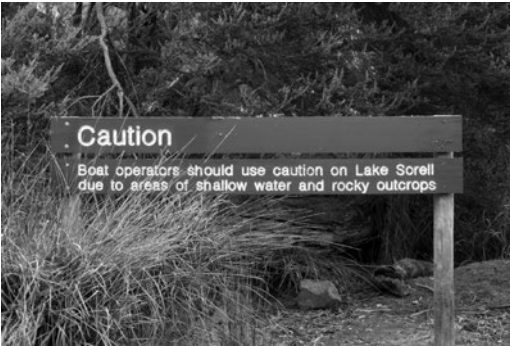 Caution
Boat operators should use caution on Lake Sorell
due to areas of shallow water and rocky outcrops